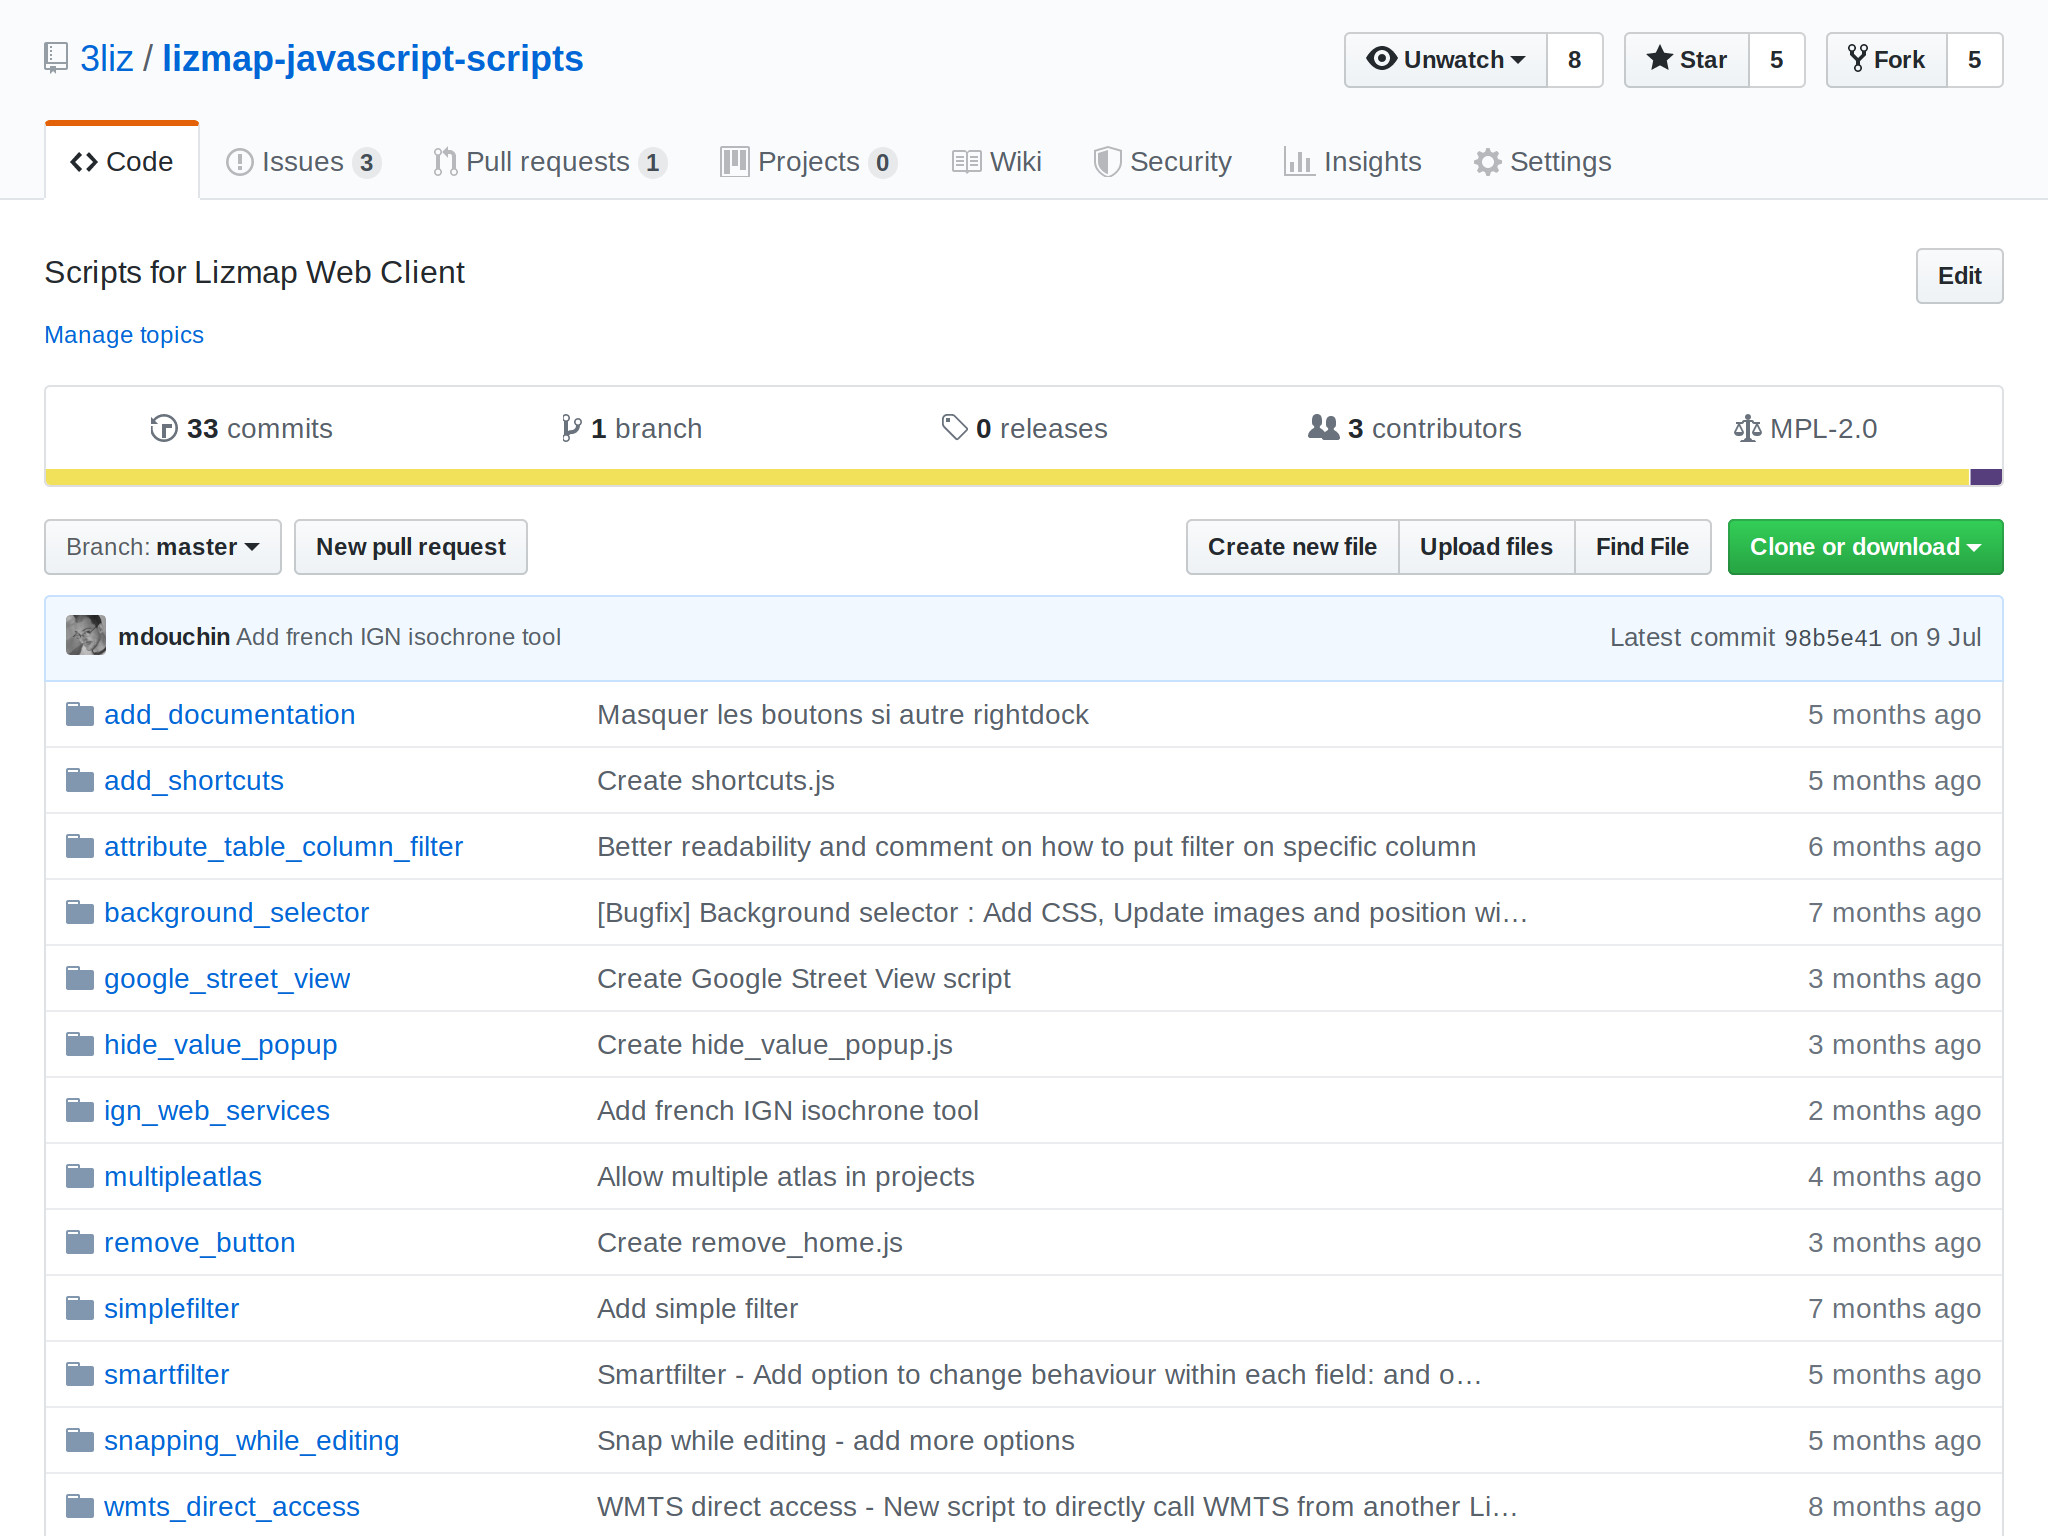 3liz / lizmap-javascript-scripts
Unwatch 8 Star 5 Fork 5
Code Issues 3 Pull requests 1 Projects 0 Wiki Security Insights Settings
Scripts for Lizmap Web Client
Edit
Manage topics
33 commits 1 branch 0 releases 3 contributors MPL-2.0
Branch: master New pull request Create new file Upload files Find File Clone or download
mdouchin Add french IGN isochrone tool Latest commit 98b5e41 on 9 Jul
add_documentation Masquer les boutons si autre rightdock 5 months ago
add_shortcuts Create shortcuts.js 5 months ago
attribute_table_column_filter Better readability and comment on how to put filter on specific column 6 months ago
background_selector [Bugfix] Background selector : Add CSS, Update images and position wi… 7 months ago
google_street_view Create Google Street View script 3 months ago
hide_value_popup Create hide_value_popup.js 3 months ago
ign_web_services Add french IGN isochrone tool 2 months ago
multipleatlas Allow multiple atlas in projects 4 months ago
remove_button Create remove_home.js 3 months ago
simplefilter Add simple filter 7 months ago
smartfilter Smartfilter - Add option to change behaviour within each field: and o… 5 months ago
snapping_while_editing Snap while editing - add more options 5 months ago
wmts_direct_access WMTS direct access - New script to directly call WMTS from another Li… 8 months ago